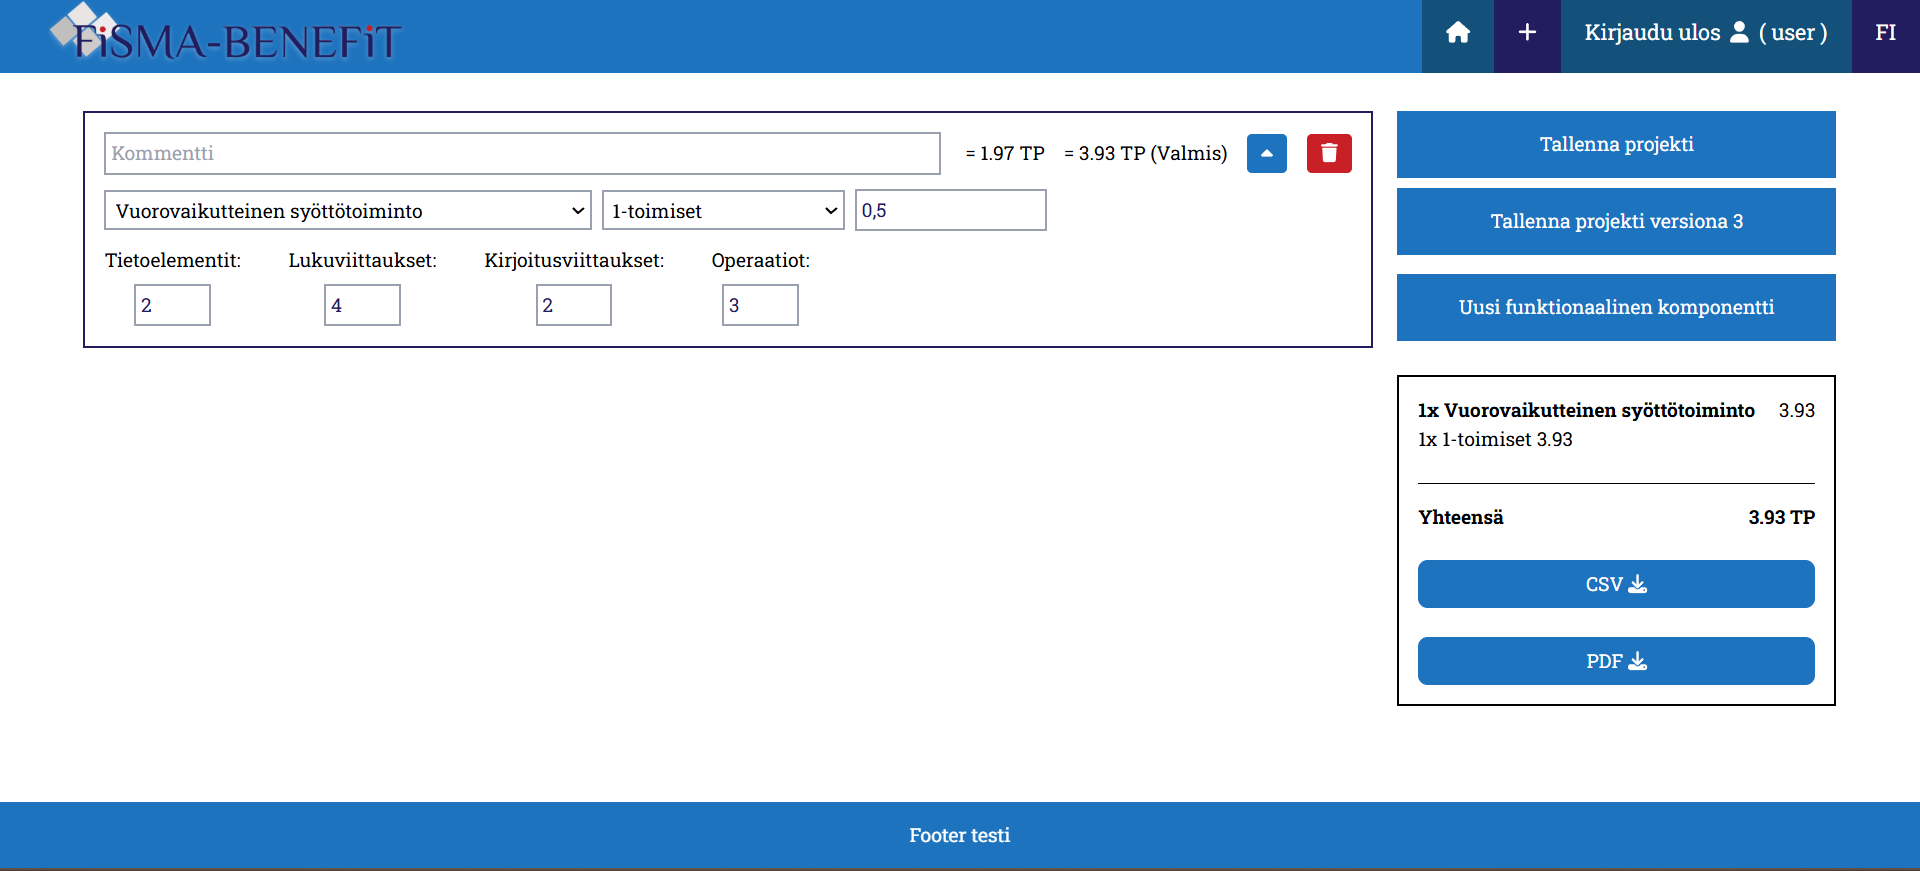 FiSMA-BENEFiT
Kirjaudu ulos ( user )
FI
Kommentti
= 1.97 TP = 3.93 TP (Valmis)
Vuorovaikutteinen syöttötoiminto
1-toimiset
0,5
Tietoelementit: Lukuviittaukset: Kirjoitusviittaukset: Operaatiot:
2 4 2 3
Tallenna projekti
Tallenna projekti versiona 3
Uusi funktionaalinen komponentti
1x Vuorovaikutteinen syöttötoiminto 3.93
1x 1-toimiset 3.93
Yhteensä 3.93 TP
CSV
PDF
Footer testi